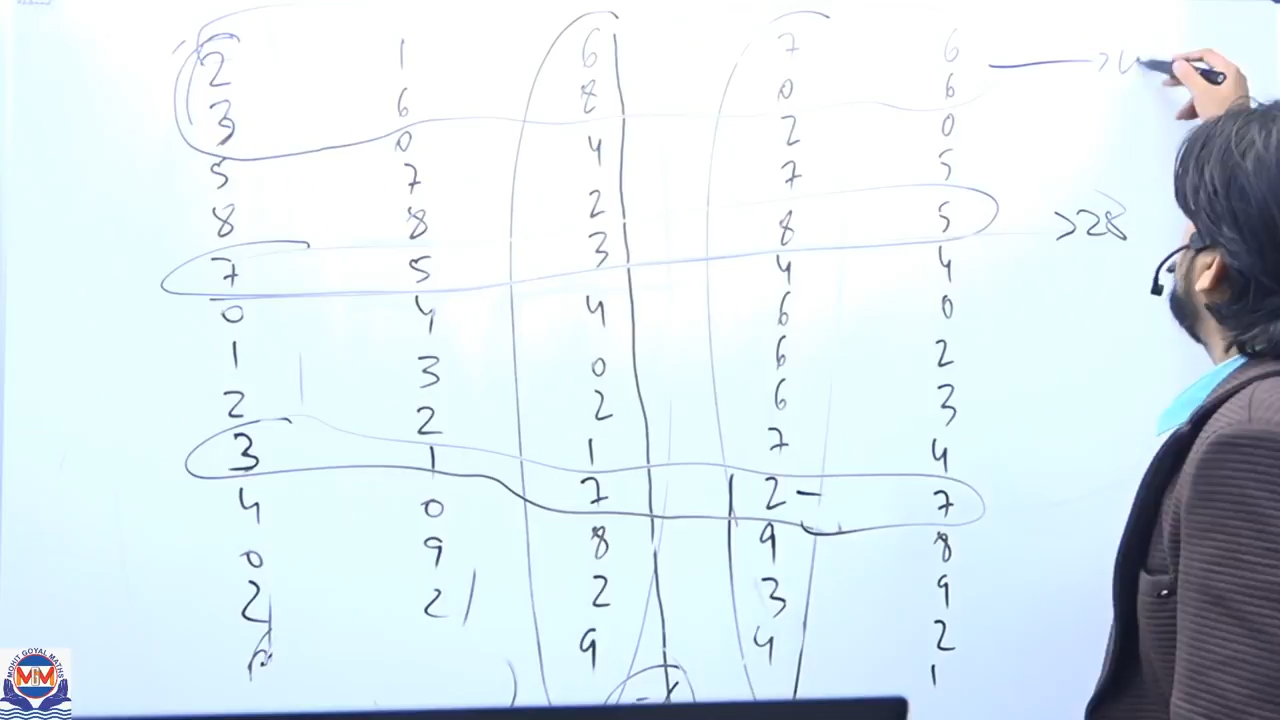 2 1 6 7 6
3 6 8 0 6
5 0 4 2 0
8 7 2 7 5
7 8 3 8 5 >28
0 5 4 4 4
1 4 0 6 0
2 3 2 6 2
3 2 1 6 3
4 1 7 7 4
0 0 8 2 - 7
2 9 2 9 8
2 9 3 9
4 2
1
MOHIT GOYAL MATHS